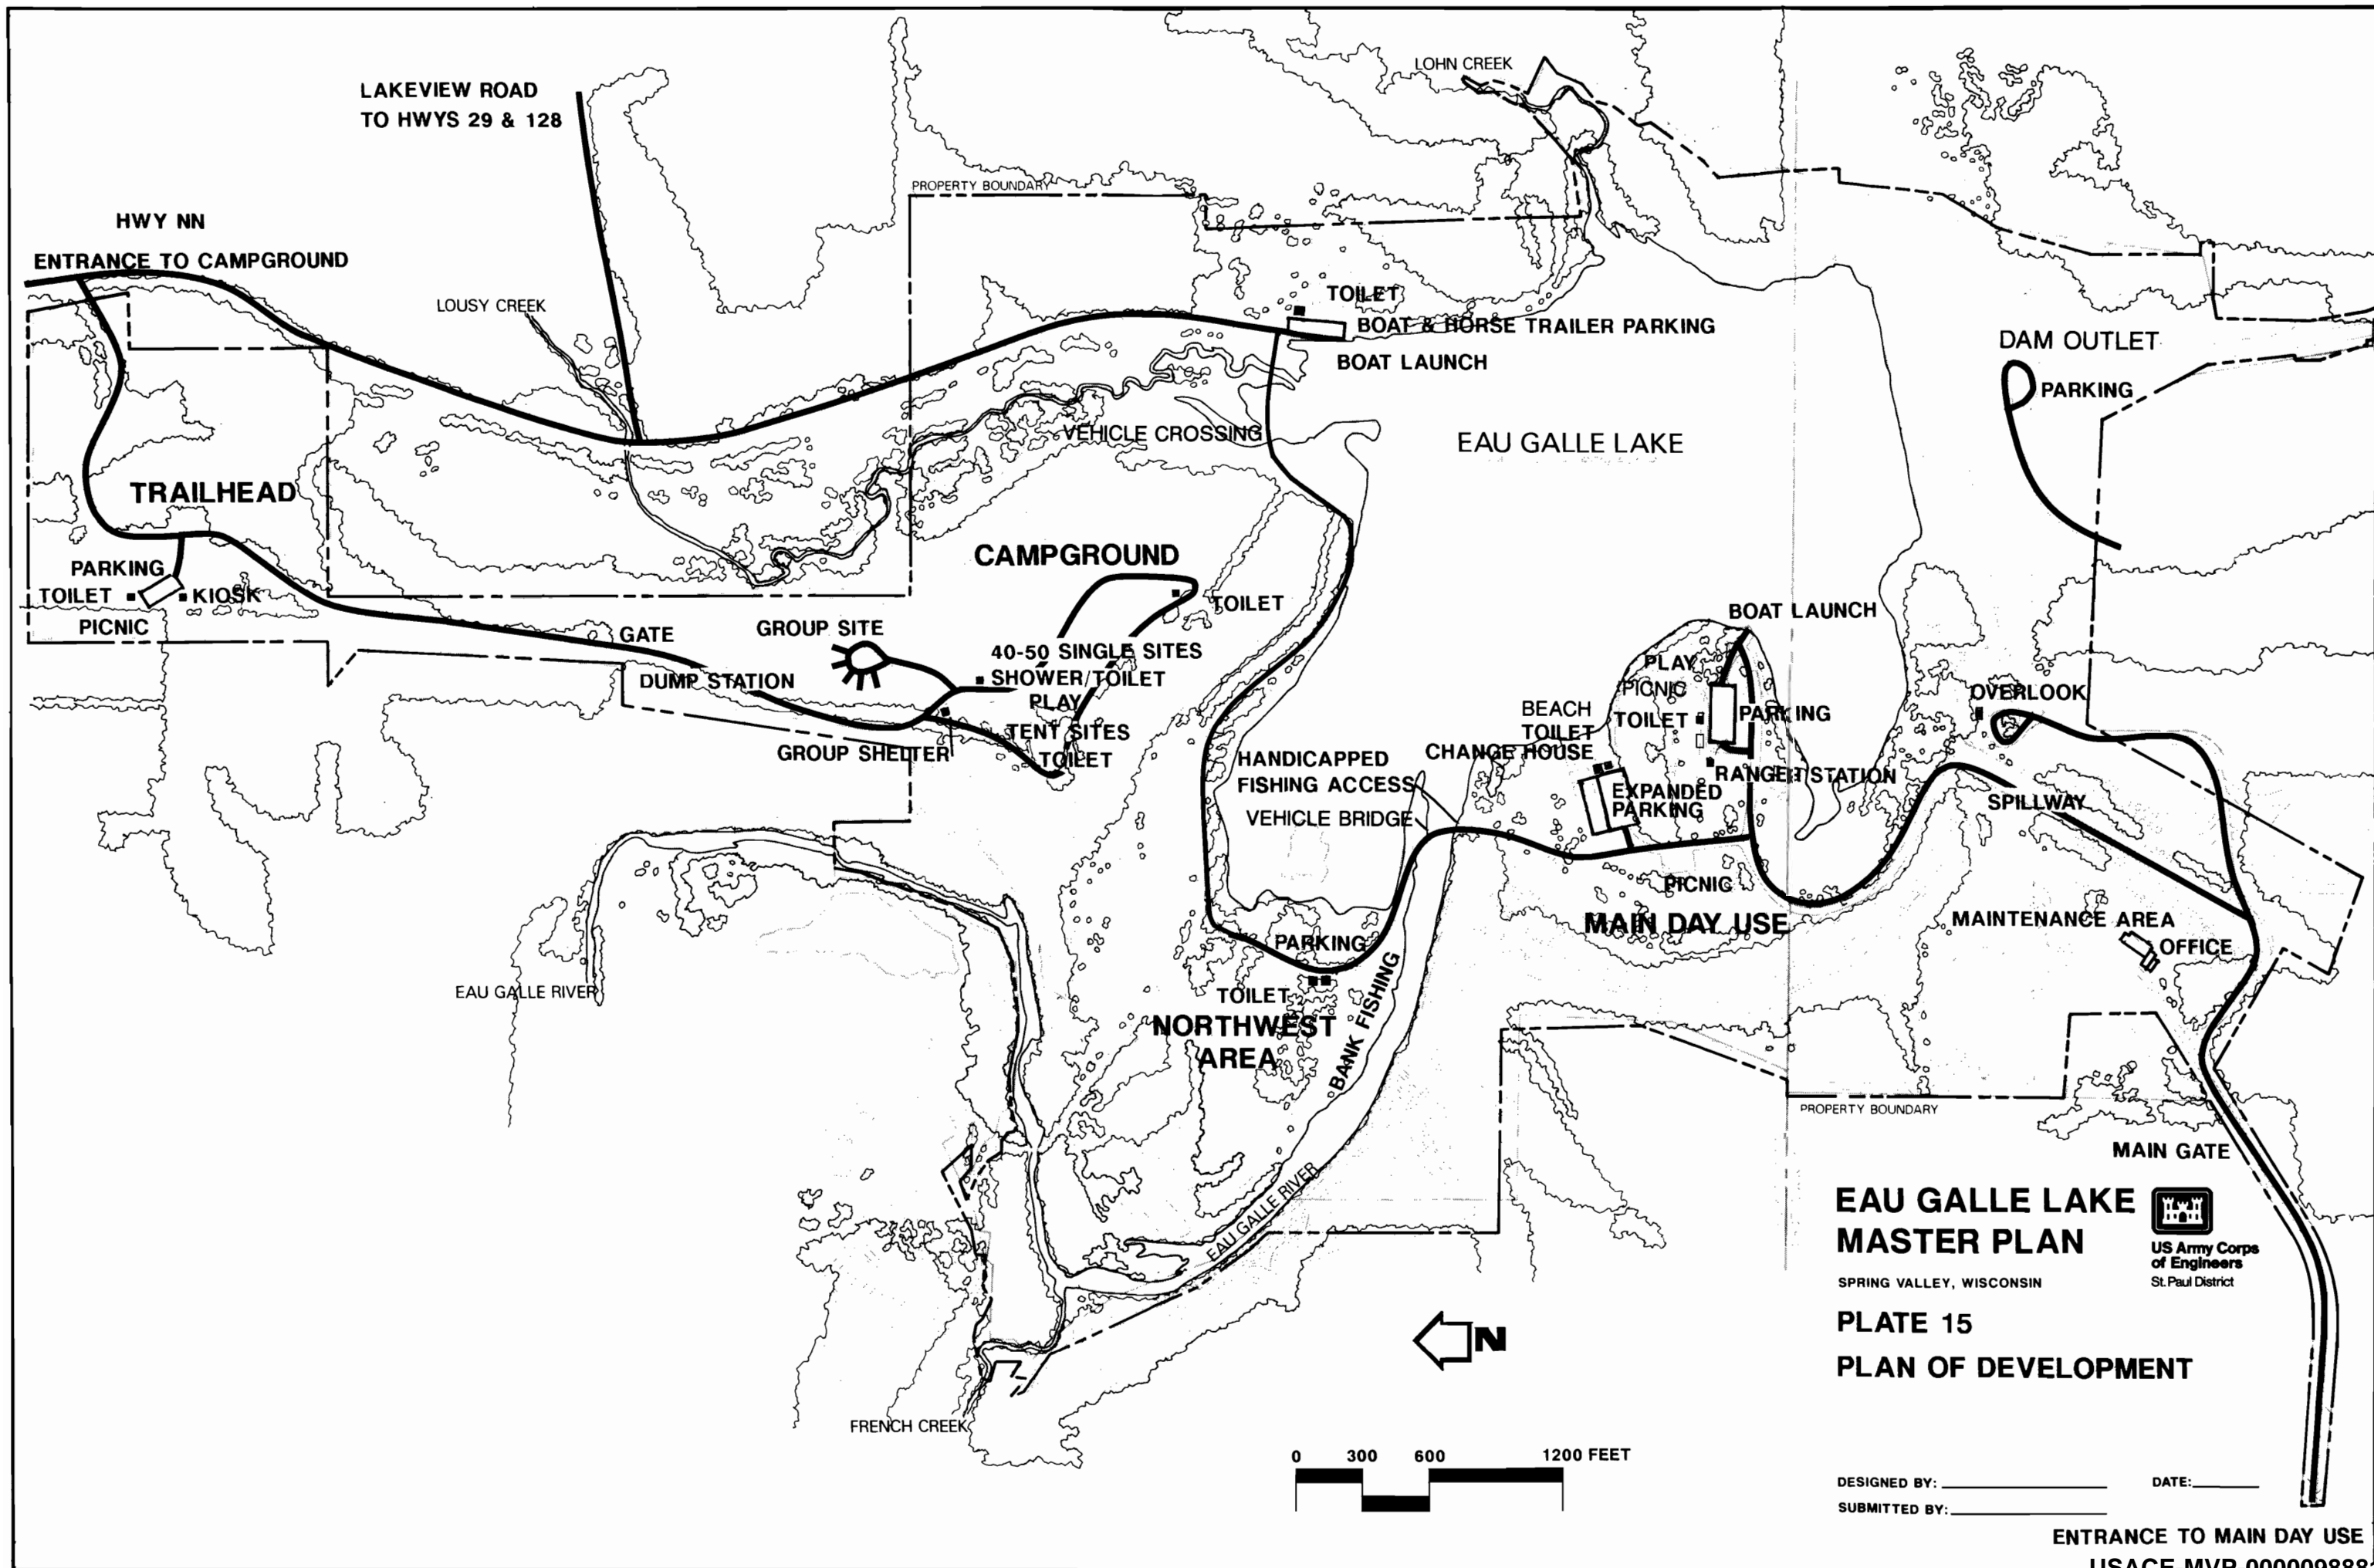 LOHN CREEK
LAKEVIEW ROAD
TO HWYS 29 & 128
PROPERTY BOUNDARY
HWY NN
ENTRANCE TO CAMPGROUND
LOUSY CREEK
TOILET
BOAT & HORSE TRAILER PARKING
BOAT LAUNCH
DAM OUTLET
PARKING
VEHICLE CROSSING
EAU GALLE LAKE
TRAILHEAD
PARKING
TOILET
KIOSK
PICNIC
CAMPGROUND
TOILET
GATE
GROUP SITE
40-50 SINGLE SITES
SHOWER/TOILET
DUMP STATION
PLAY
TENT SITES
GROUP SHELTER
TOILET
BOAT LAUNCH
PLAY
PICNIC
BEACH
TOILET
PARKING
TOILET
CHANGE HOUSE
RANGER STATION
OVERLOOK
HANDICAPPED
FISHING ACCESS
EXPANDED
PARKING
SPILLWAY
VEHICLE BRIDGE
PICNIC
MAIN DAY USE
MAINTENANCE AREA
OFFICE
PARKING
TOILET
NORTHWEST
AREA
BANK FISHING
EAU GALLE RIVER
EAU GALLE RIVER
PROPERTY BOUNDARY
MAIN GATE
FRENCH CREEK
N
0 300 600 1200 FEET
EAU GALLE LAKE
MASTER PLAN
US Army Corps
of Engineers
St. Paul District
SPRING VALLEY, WISCONSIN
PLATE 15
PLAN OF DEVELOPMENT
DESIGNED BY:
DATE:
SUBMITTED BY:
ENTRANCE TO MAIN DAY USE